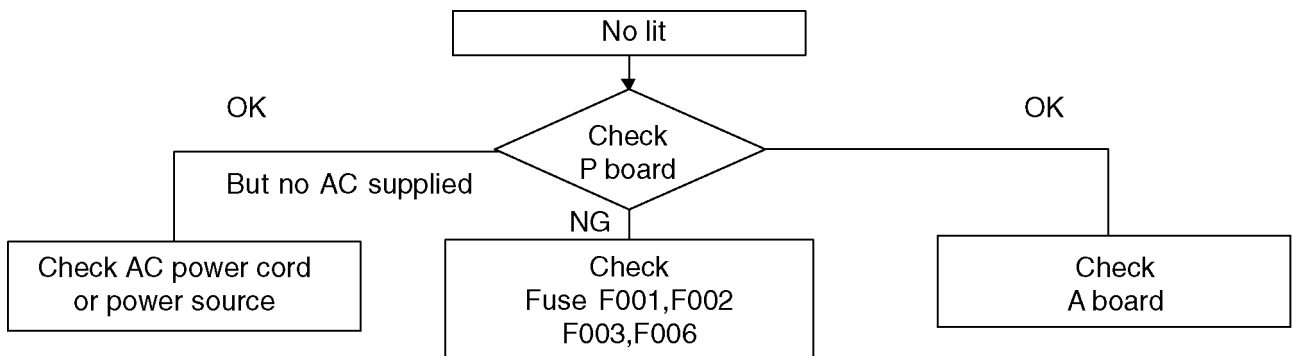 No lit
OK
OK
Check
P board
But no AC supplied
NG
Check AC power cord
or power source
Check
Fuse F001,F002
F003,F006
Check
A board